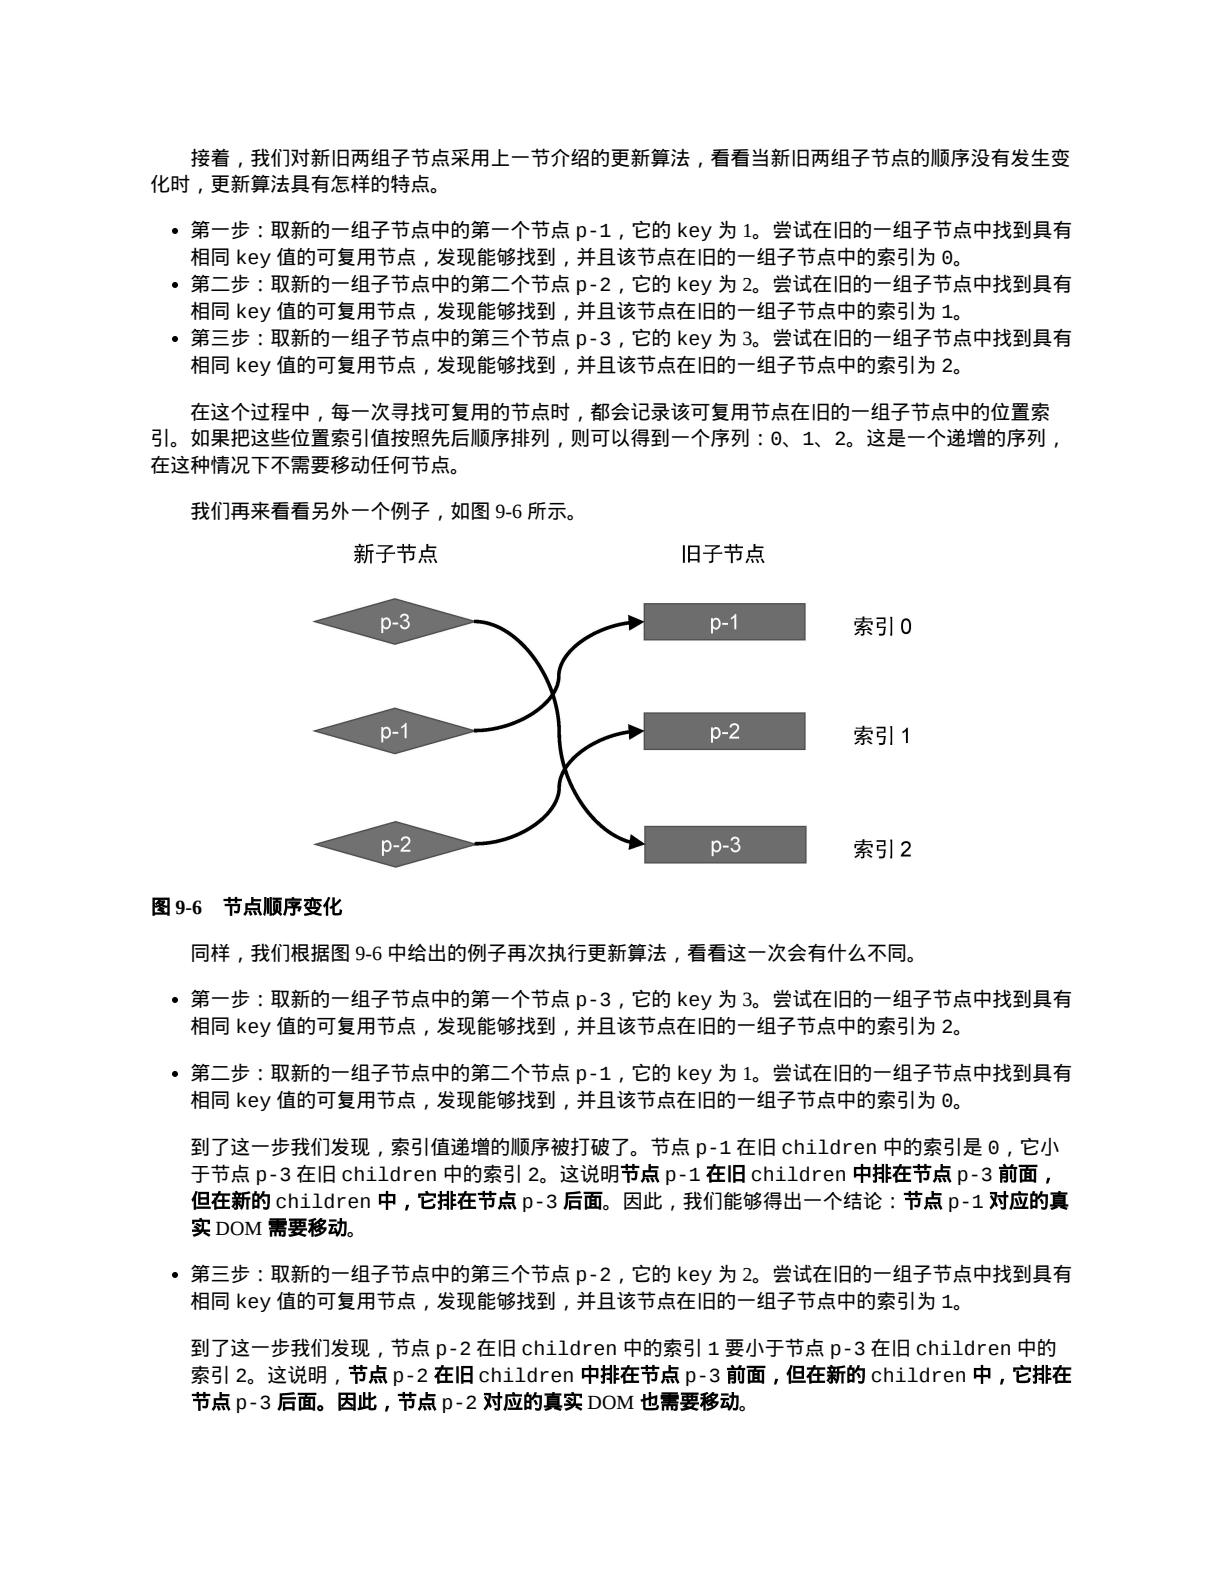 接着，我们对新旧两组子节点采用上一节介绍的更新算法，看看当新旧两组子节点的顺序没有发生变
化时，更新算法具有怎样的特点。
• 第一步：取新的一组子节点中的第一个节点 p-1，它的 key 为 1。尝试在旧的一组子节点中找到具有
相同 key 值的可复用节点，发现能够找到，并且该节点在旧的一组子节点中的索引为 0。
• 第二步：取新的一组子节点中的第二个节点 p-2，它的 key 为 2。尝试在旧的一组子节点中找到具有
相同 key 值的可复用节点，发现能够找到，并且该节点在旧的一组子节点中的索引为 1。
• 第三步：取新的一组子节点中的第三个节点 p-3，它的 key 为 3。尝试在旧的一组子节点中找到具有
相同 key 值的可复用节点，发现能够找到，并且该节点在旧的一组子节点中的索引为 2。
在这个过程中，每一次寻找可复用的节点时，都会记录该可复用节点在旧的一组子节点中的位置索
引。如果把这些位置索引值按照先后顺序排列，则可以得到一个序列：0、1、2。这是一个递增的序列，
在这种情况下不需要移动任何节点。
我们再来看看另外一个例子，如图 9-6 所示。
新子节点 旧子节点
p-3 p-1 索引 0
p-1 p-2 索引 1
p-2 p-3 索引 2
图 9-6 节点顺序变化
同样，我们根据图 9-6 中给出的例子再次执行更新算法，看看这一次会有什么不同。
• 第一步：取新的一组子节点中的第一个节点 p-3，它的 key 为 3。尝试在旧的一组子节点中找到具有
相同 key 值的可复用节点，发现能够找到，并且该节点在旧的一组子节点中的索引为 2。
• 第二步：取新的一组子节点中的第二个节点 p-1，它的 key 为 1。尝试在旧的一组子节点中找到具有
相同 key 值的可复用节点，发现能够找到，并且该节点在旧的一组子节点中的索引为 0。
到了这一步我们发现，索引值递增的顺序被打破了。节点 p-1 在旧 children 中的索引是 0，它小
于节点 p-3 在旧 children 中的索引 2。这说明节点 p-1 在旧 children 中排在节点 p-3 前面，
但在新的 children 中，它排在节点 p-3 后面。因此，我们能够得出一个结论：节点 p-1 对应的真
实 DOM 需要移动。
• 第三步：取新的一组子节点中的第三个节点 p-2，它的 key 为 2。尝试在旧的一组子节点中找到具有
相同 key 值的可复用节点，发现能够找到，并且该节点在旧的一组子节点中的索引为 1。
到了这一步我们发现，节点 p-2 在旧 children 中的索引 1 要小于节点 p-3 在旧 children 中的
索引 2。这说明，节点 p-2 在旧 children 中排在节点 p-3 前面，但在新的 children 中，它排在
节点 p-3 后面。因此，节点 p-2 对应的真实 DOM 也需要移动。